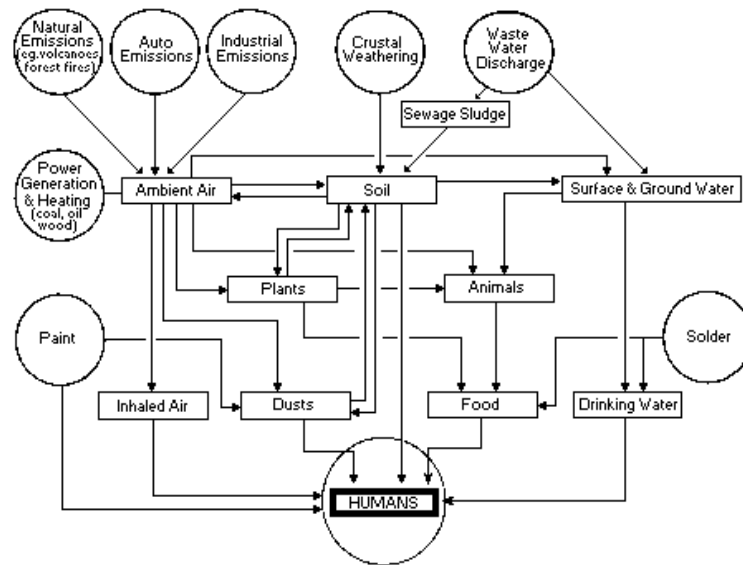 Natural
Emissions
(eg.volcanoes,
forest fires)
Auto
Emissions
Industrial
Emissions
Crustal
Weathering
Waste
Water
Discharge
Sewage Sludge
Power
Generation
& Heating
(coal, oil
wood)
Ambient Air
Soil
Surface & Ground Water
Plants
Animals
Paint
Solder
Inhaled Air
Dusts
Food
Drinking Water
HUMANS